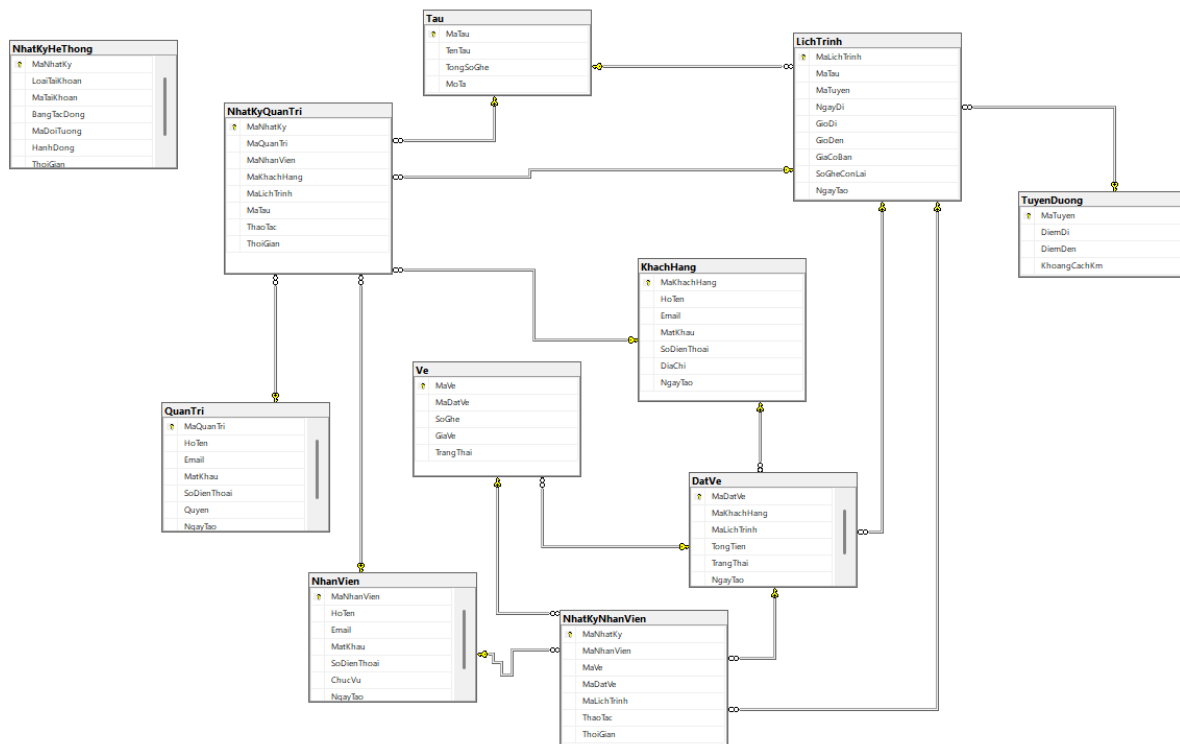 Tau
MaTau
TenTau
TongSoGhe
MoTa
LichTrinh
MaLichTrinh
MaTau
MaTuyen
NgayDi
GioDi
GioDen
GiaCoBan
SoGheConLai
NgayTao
NhatKyHeThong
MaNhatKy
LoaiTaiKhoan
MaTaiKhoan
BangTacDong
MaDoiTuong
HanhDong
ThoiGian
NhatKyQuanTri
MaNhatKy
MaQuanTri
MaNhanVien
MaKhachHang
MaLichTrinh
MaTau
ThaoTac
ThoiGian
TuyenDuong
MaTuyen
DiemDi
DiemDen
KhoangCachKm
KhachHang
MaKhachHang
HoTen
Email
MatKhau
SoDienThoai
DiaChi
NgayTao
Ve
MaVe
MaDatVe
SoGhe
GiaVe
TrangThai
QuanTri
MaQuanTri
HoTen
Email
MatKhau
SoDienThoai
Quyen
NgayTao
DatVe
MaDatVe
MaKhachHang
MaLichTrinh
TongTien
TrangThai
NgayTao
NhanVien
MaNhanVien
HoTen
Email
MatKhau
SoDienThoai
ChucVu
NgayTao
NhatKyNhanVien
MaNhatKy
MaNhanVien
MaVe
MaDatVe
MaLichTrinh
ThaoTac
ThoiGian